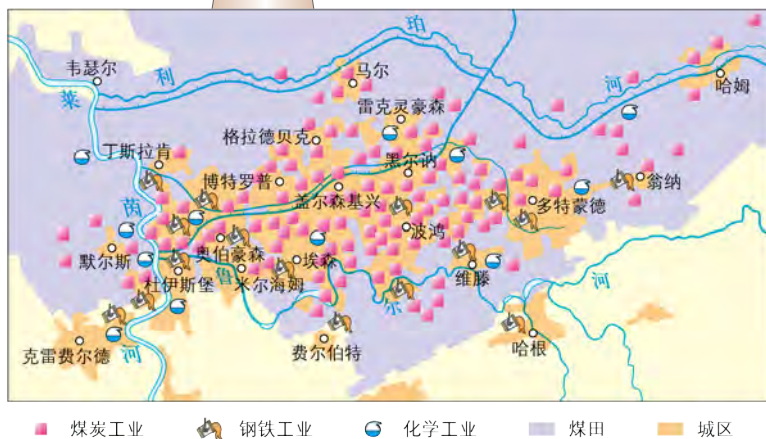 韦瑟尔
莱
利
珀
河
马尔
哈姆
雷克灵豪森
格拉德贝克
丁斯拉肯
黑尔讷
博特罗普
盖尔森基兴
翁纳
多特蒙德
茵
波鸿
奥伯豪森
默尔斯
鲁
埃森
维滕
杜伊斯堡
米尔海姆
尔
河
克雷费尔德
河
费尔伯特
哈根
煤炭工业 钢铁工业 化学工业 煤田 城区